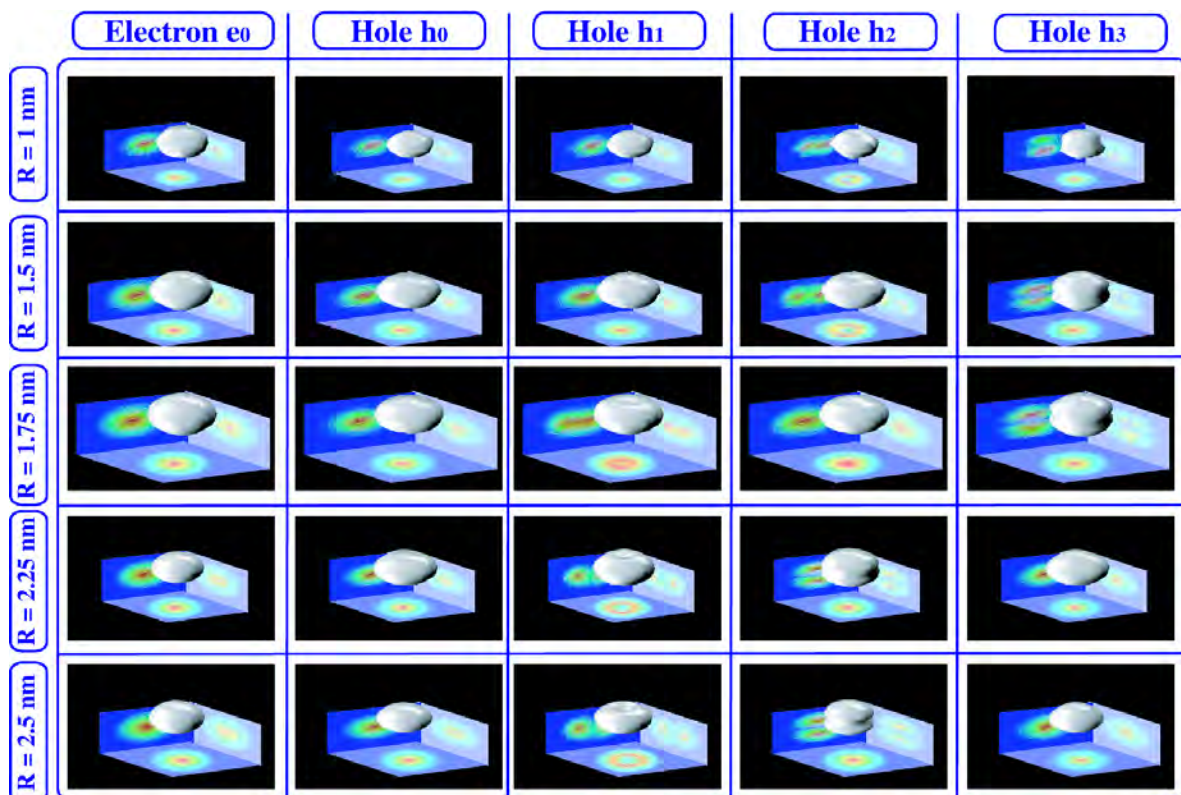 Electron e0 Hole h0 Hole h1 Hole h2 Hole h3
R = 1 nm
R = 1.5 nm
R = 1.75 nm
R = 2.25 nm
R = 2.5 nm